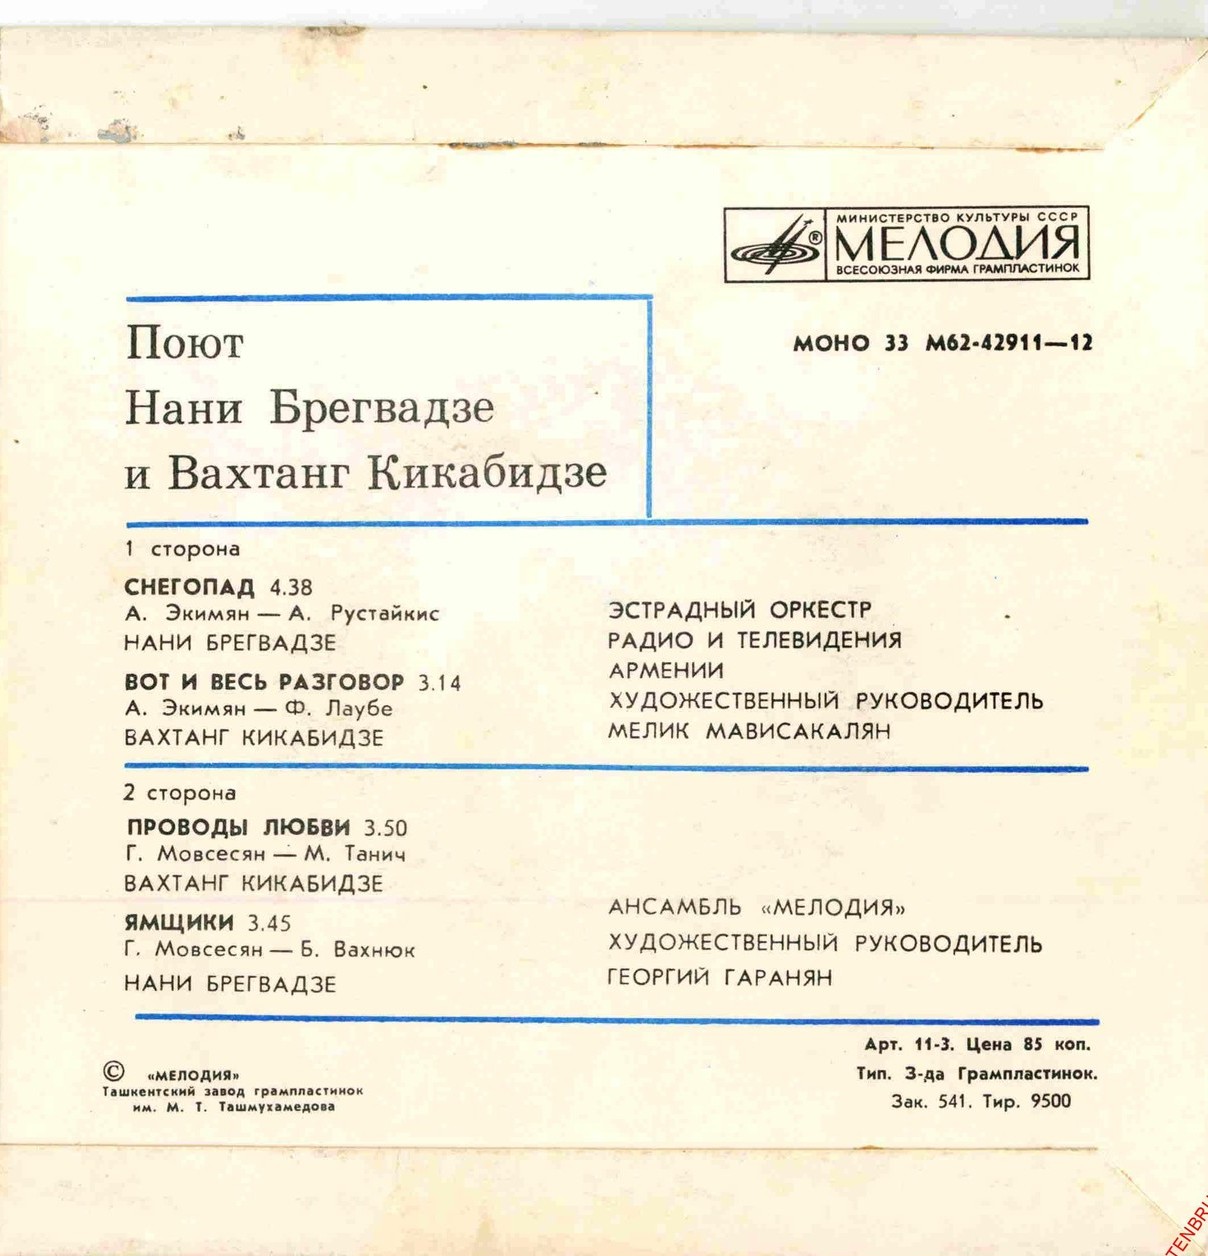 МИНИСТЕРСТВО КУЛЬТУРЫ СССР
МЕЛОДИЯ
ВСЕСОЮЗНАЯ ФИРМА ГРАМПЛАСТИНОК
®
МОНО 33 М62-42911—12
Поют
Нани Брегвадзе
и Вахтанг Кикабидзе
1 сторона
СНЕГОПАД 4.38
А. Экимян — А. Рустайкис
НАНИ БРЕГВАДЗЕ
ВОТ И ВЕСЬ РАЗГОВОР 3.14
А. Экимян — Ф. Лаубе
ВАХТАНГ КИКАБИДЗЕ
ЭСТРАДНЫЙ ОРКЕСТР
РАДИО И ТЕЛЕВИДЕНИЯ
АРМЕНИИ
ХУДОЖЕСТВЕННЫЙ РУКОВОДИТЕЛЬ
МЕЛИК МАВИСАКАЛЯН
2 сторона
ПРОВОДЫ ЛЮБВИ 3.50
Г. Мовсесян — М. Танич
ВАХТАНГ КИКАБИДЗЕ
ЯМЩИКИ 3.45
Г. Мовсесян — Б. Вахнюк
НАНИ БРЕГВАДЗЕ
АНСАМБЛЬ «МЕЛОДИЯ»
ХУДОЖЕСТВЕННЫЙ РУКОВОДИТЕЛЬ
ГЕОРГИЙ ГАРАНЯН
© «МЕЛОДИЯ»
Ташкентский завод грампластинок
им. М. Т. Ташмухамедова
Арт. 11-3. Цена 85 коп.
Тип. З-да Грампластинок.
Зак. 541. Тир. 9500